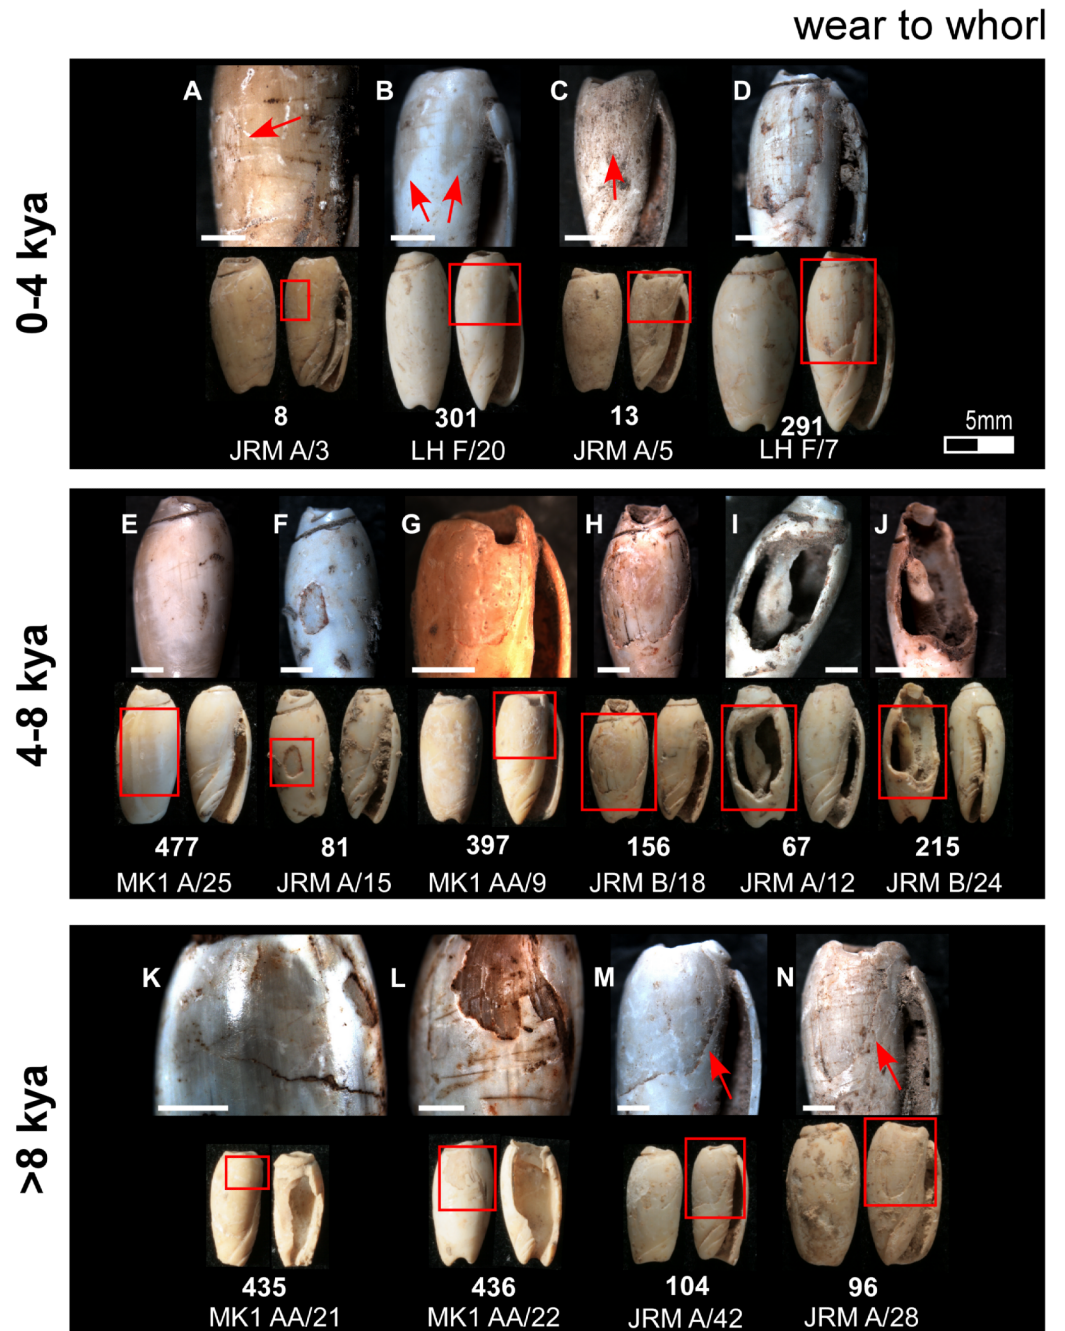 wear to whorl
0-4 kya
A B C D
8 301 13 291
JRM A/3 LH F/20 JRM A/5 LH F/7
5mm
4-8 kya
E F G H I J
477 81 397 156 67 215
MK1 A/25 JRM A/15 MK1 AA/9 JRM B/18 JRM A/12 JRM B/24
>8 kya
K L M N
435 436 104 96
MK1 AA/21 MK1 AA/22 JRM A/42 JRM A/28